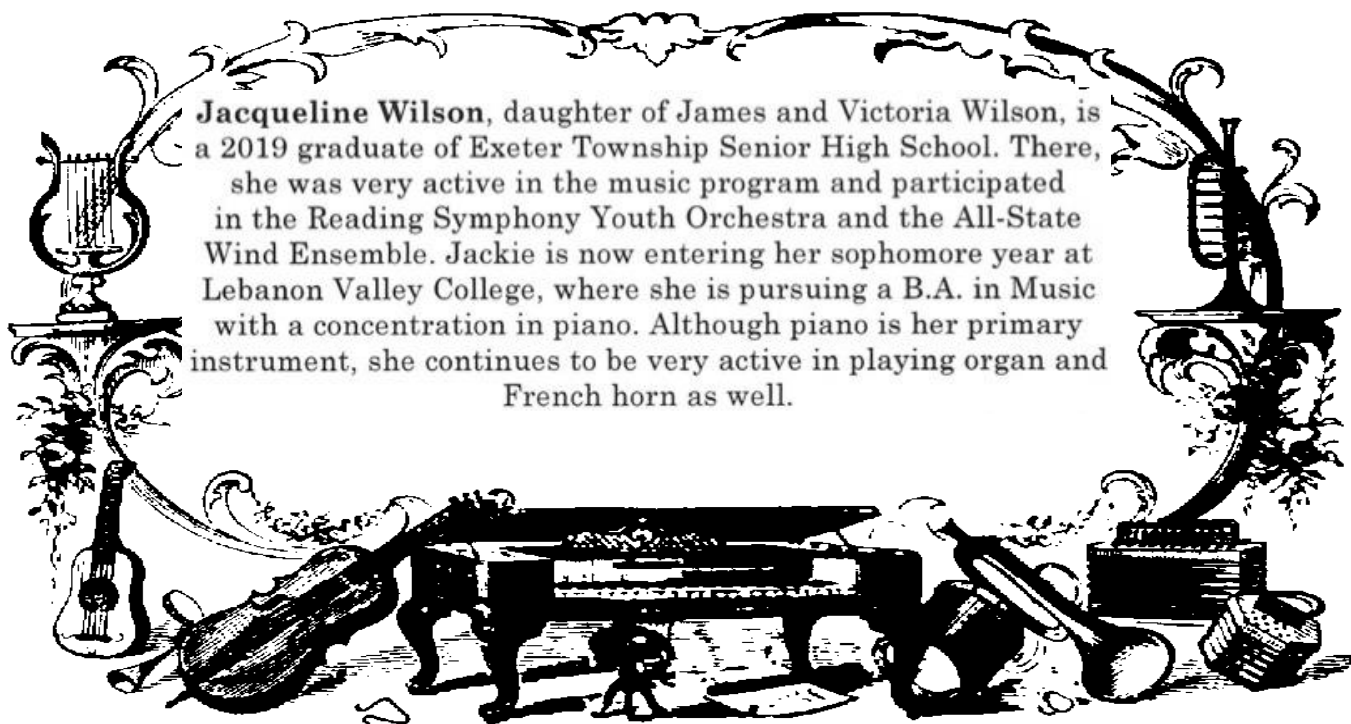 Jacqueline Wilson, daughter of James and Victoria Wilson, is
a 2019 graduate of Exeter Township Senior High School. There,
she was very active in the music program and participated
in the Reading Symphony Youth Orchestra and the All-State
Wind Ensemble. Jackie is now entering her sophomore year at
Lebanon Valley College, where she is pursuing a B.A. in Music
with a concentration in piano. Although piano is her primary
instrument, she continues to be very active in playing organ and
French horn as well.